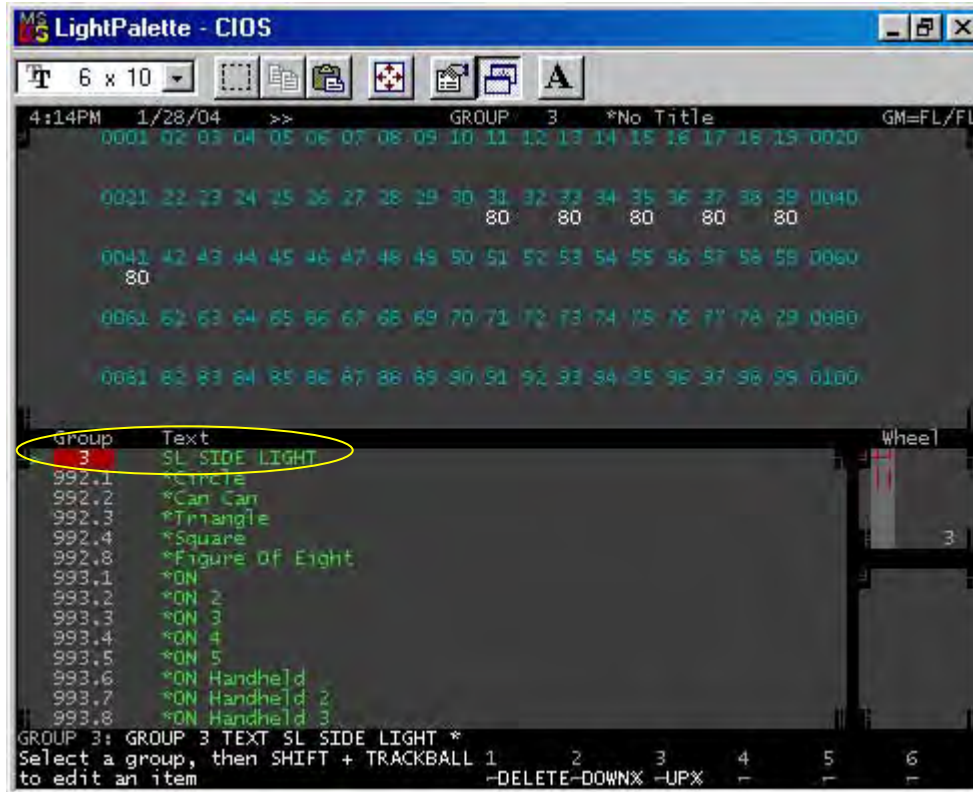 LightPalette - CIOS
6 x 10
4:14PM 1/28/04 >> GROUP 3 *No Title GM=FL/FL
0001 02 03 04 05 06 07 08 09 10 11 12 13 14 15 16 17 18 19 0020
0021 22 23 24 25 26 27 28 29 30 31 32 33 34 35 36 37 38 39 0040
80 80 80 80 80
0041 42 43 44 45 46 47 48 49 50 51 52 53 54 55 56 57 58 59 0060
80
0061 62 63 64 65 66 67 68 69 70 71 72 73 74 75 76 77 78 79 0080
0081 82 83 84 85 86 87 88 89 90 91 92 93 94 95 96 97 98 99 0100
Group Text Wheel
3 SL SIDE LIGHT
992.1 *Circle
992.2 *Can Can
992.3 *Triangle
992.4 *Square 3
992.8 *Figure Of Eight
993.1 *ON
993.2 *ON 2
993.3 *ON 3
993.4 *ON 4
993.5 *ON 5
993.6 *ON Handheld
993.7 *ON Handheld 2
993.8 *ON Handheld 3
GROUP 3: GROUP 3 TEXT SL SIDE LIGHT *
Select a group, then SHIFT + TRACKBALL 1 2 3 4 5 6
to edit an item DELETE DOWN% UP%